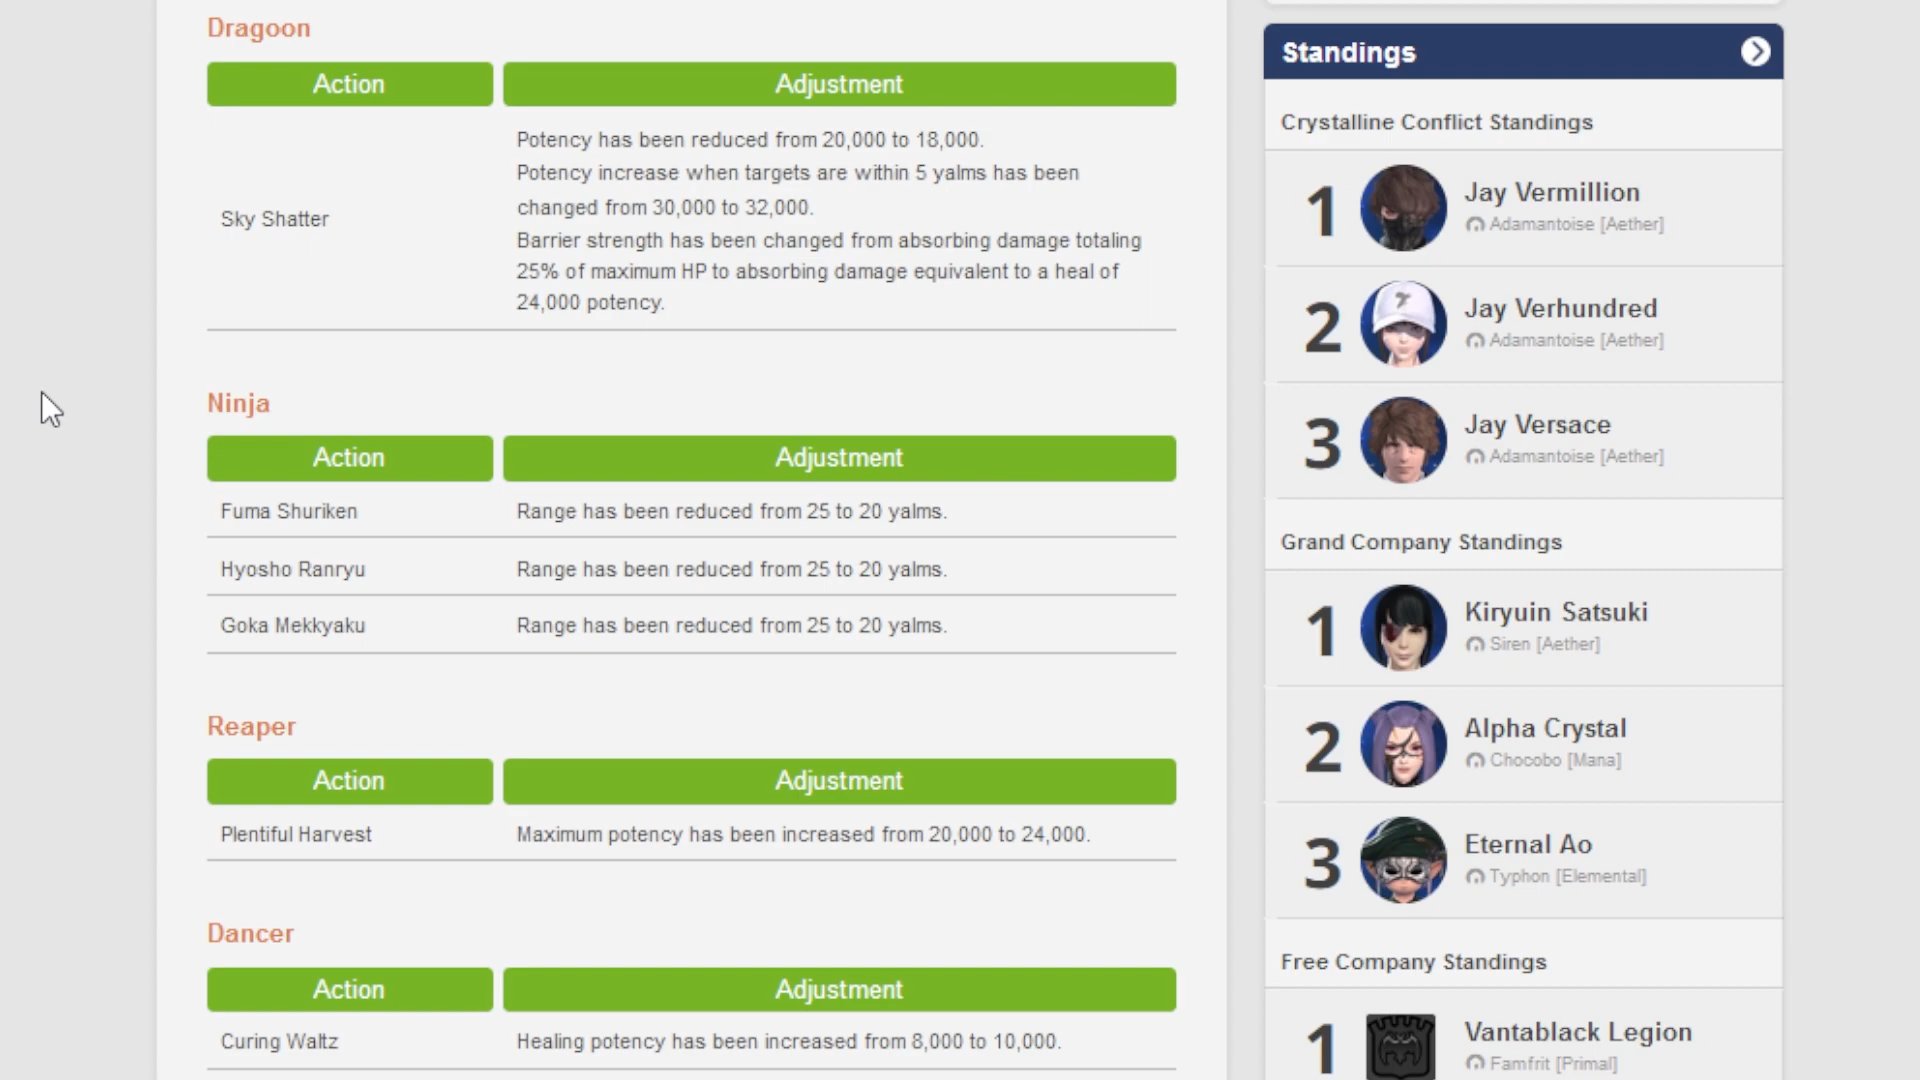 Dragoon
Action
Adjustment
Sky Shatter
Potency has been reduced from 20,000 to 18,000.
Potency increase when targets are within 5 yalms has been
changed from 30,000 to 32,000.
Barrier strength has been changed from absorbing damage totaling
25% of maximum HP to absorbing damage equivalent to a heal of
24,000 potency.
Ninja
Action
Adjustment
Fuma Shuriken
Range has been reduced from 25 to 20 yalms.
Hyosho Ranryu
Range has been reduced from 25 to 20 yalms.
Goka Mekkyaku
Range has been reduced from 25 to 20 yalms.
Reaper
Action
Adjustment
Plentiful Harvest
Maximum potency has been increased from 20,000 to 24,000.
Dancer
Action
Adjustment
Curing Waltz
Healing potency has been increased from 8,000 to 10,000.
Standings
Crystalline Conflict Standings
1
Jay Vermillion
Adamantoise [Aether]
2
Jay Verhundred
Adamantoise [Aether]
3
Jay Versace
Adamantoise [Aether]
Grand Company Standings
1
Kiryuin Satsuki
Siren [Aether]
2
Alpha Crystal
Chocobo [Mana]
3
Eternal Ao
Typhon [Elemental]
Free Company Standings
1
Vantablack Legion
Famfrit [Primal]